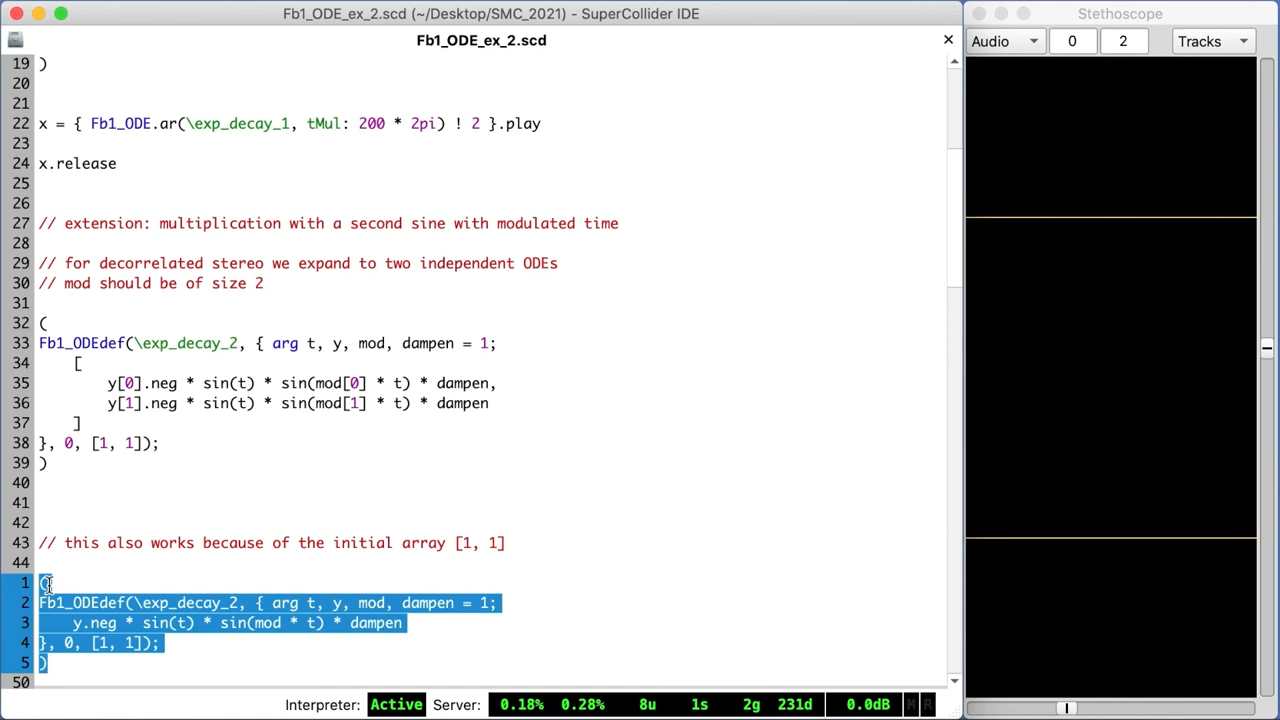 Fb1_ODE_ex_2.scd (~/Desktop/SMC_2021) - SuperCollider IDE
Stethoscope
Fb1_ODE_ex_2.scd
Audio 0 2 Tracks
19 )
20
21
22 x = { Fb1_ODE.ar(\exp_decay_1, tMul: 200 * 2pi) ! 2 }.play
23
24 x.release
25
26
27 // extension: multiplication with a second sine with modulated time
28
29 // for decorrelated stereo we expand to two independent ODEs
30 // mod should be of size 2
31
32 (
33 Fb1_ODEdef(\exp_decay_2, { arg t, y, mod, dampen = 1;
34 [
35 y[0].neg * sin(t) * sin(mod[0] * t) * dampen,
36 y[1].neg * sin(t) * sin(mod[1] * t) * dampen
37 ]
38 }, 0, [1, 1]);
39 )
40
41
42
43 // this also works because of the initial array [1, 1]
44
1 (
2 Fb1_ODEdef(\exp_decay_2, { arg t, y, mod, dampen = 1;
3 y.neg * sin(t) * sin(mod * t) * dampen
4 }, 0, [1, 1]);
5 )
50
Interpreter: Active Server: 0.18% 0.28% 8u 1s 2g 231d 0.0dB M R